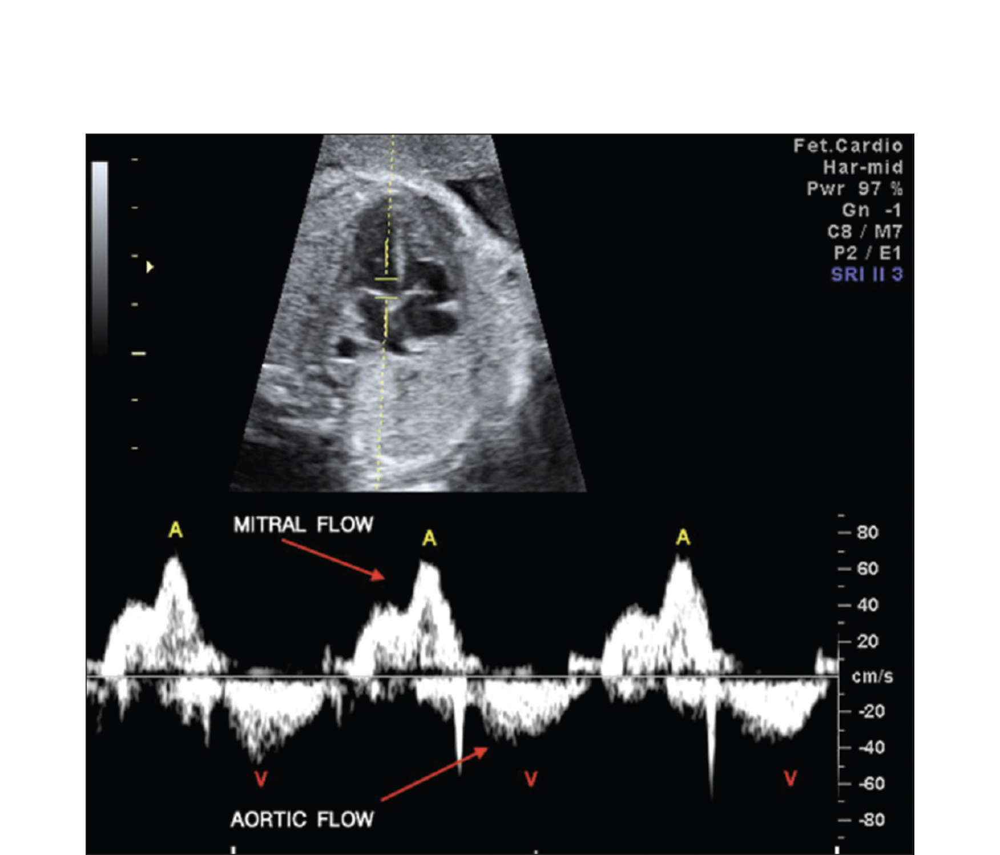 Fet.Cardio
Har-mid
Pwr 97 %
Gn -1
C8 / M7
P2 / E1
SRI II 3
A
MITRAL FLOW
A
A
80
60
40
20
cm/s
-20
-40
-60
-80
V
V
V
AORTIC FLOW